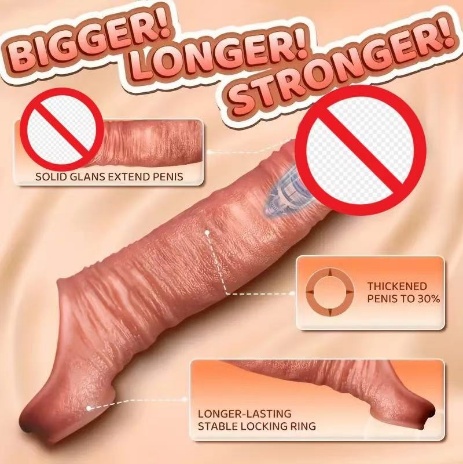 BIGGER!
LONGER!
STRONGER!
SOLID GLANS EXTEND PENIS
THICKENED
PENIS TO 30%
LONGER-LASTING
STABLE LOCKING RING